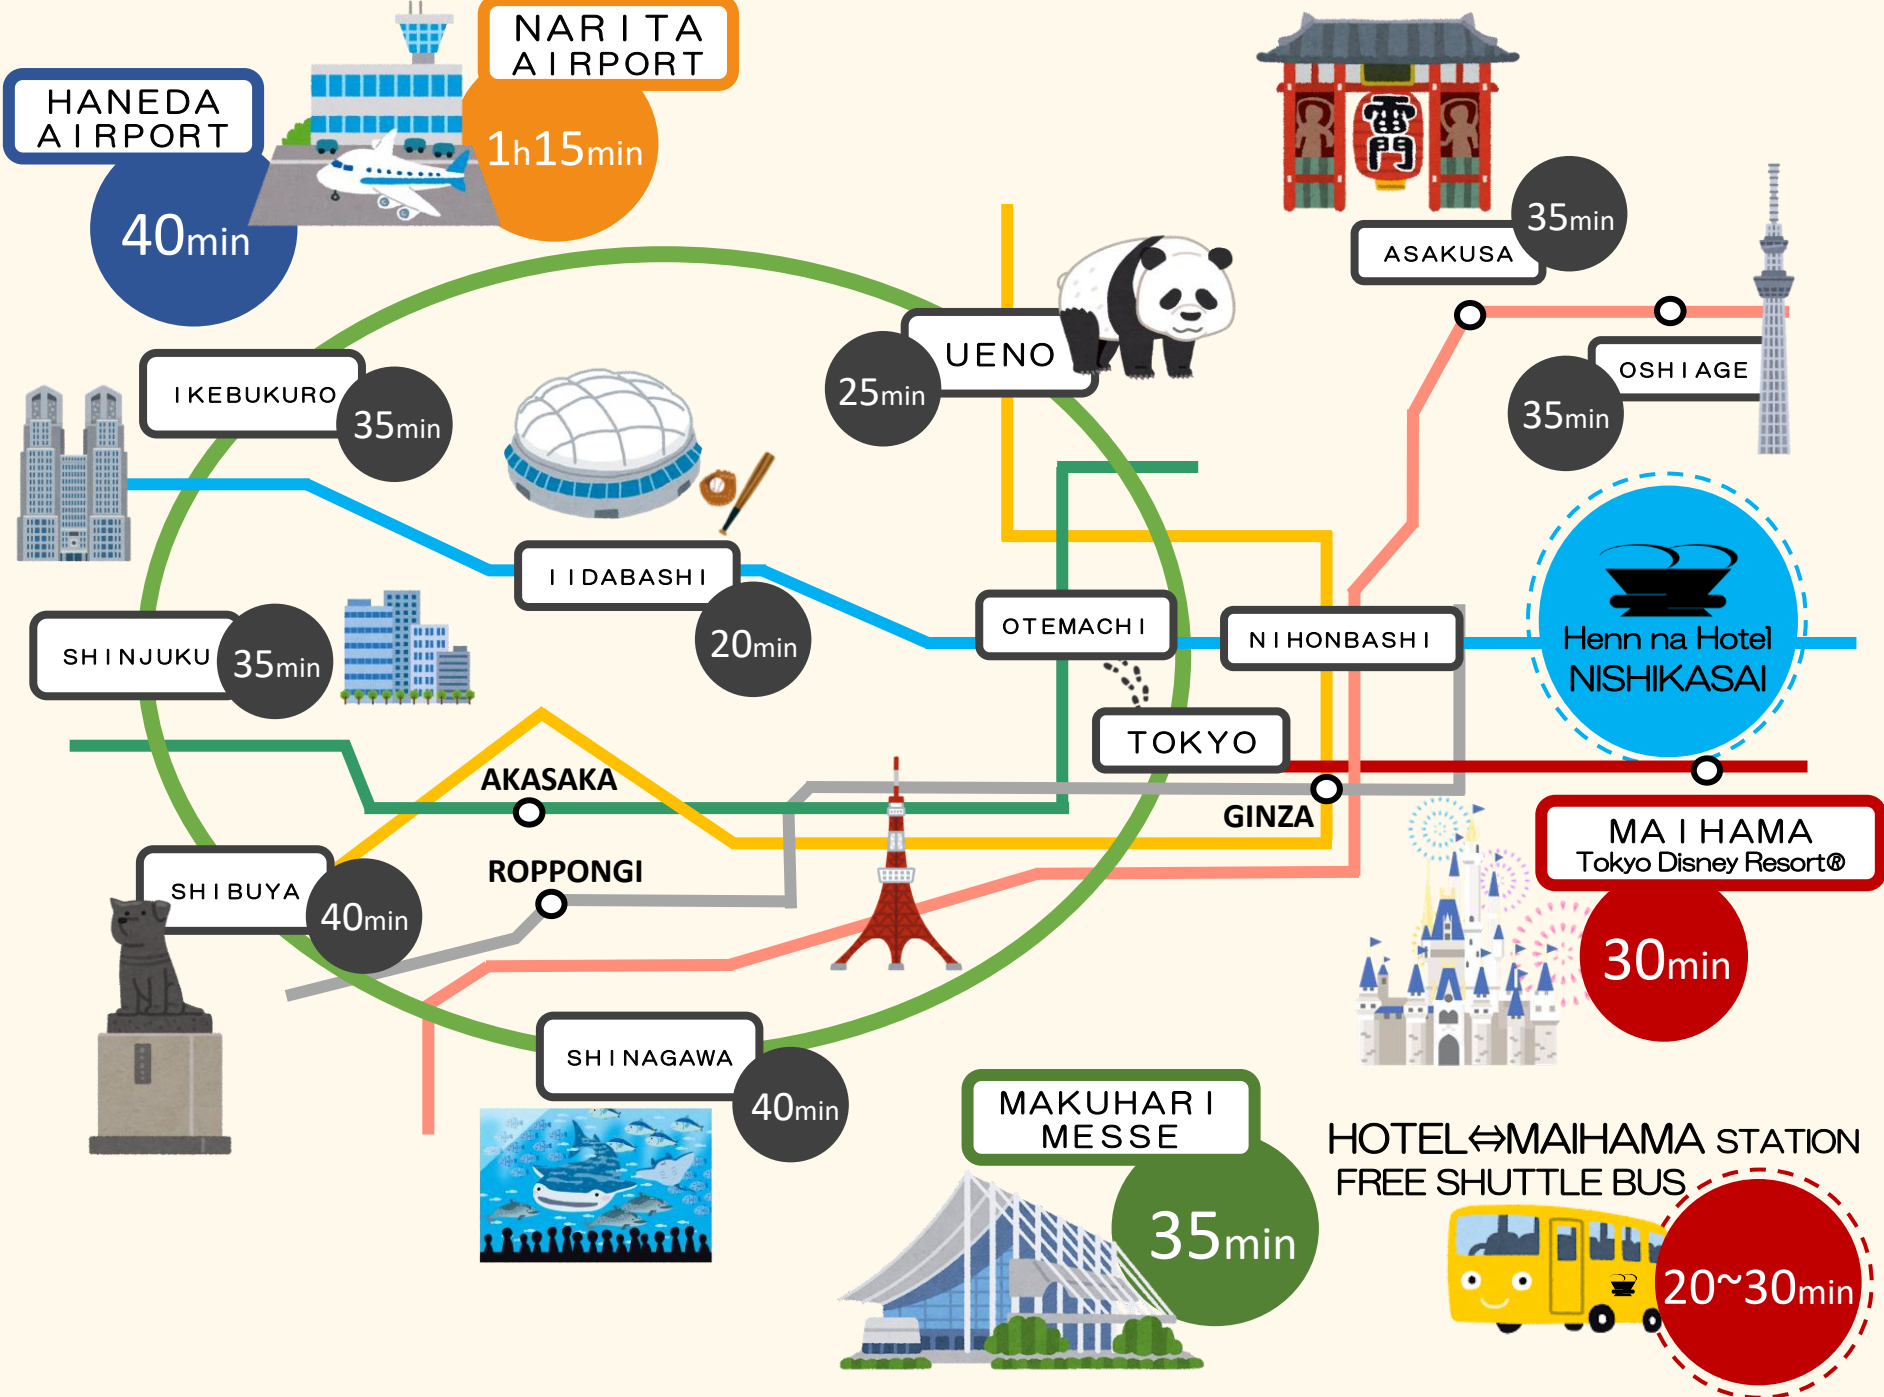 NARITA
AIRPORT
1h15min
HANEDA
AIRPORT
40min
雷門
ASAKUSA
35min
UENO
25min
OSHIAGE
35min
IKEBUKURO
35min
IIDABASHI
20min
OTEMACHI
NIHONBASHI
Henn na Hotel
NISHIKASAI
SHINJUKU
35min
TOKYO
AKASAKA
GINZA
ROPPONGI
MAIHAMA
Tokyo Disney Resort®
30min
SHIBUYA
40min
SHINAGAWA
40min
MAKUHARI
MESSE
35min
HOTEL⇔MAIHAMA STATION
FREE SHUTTLE BUS
20~30min